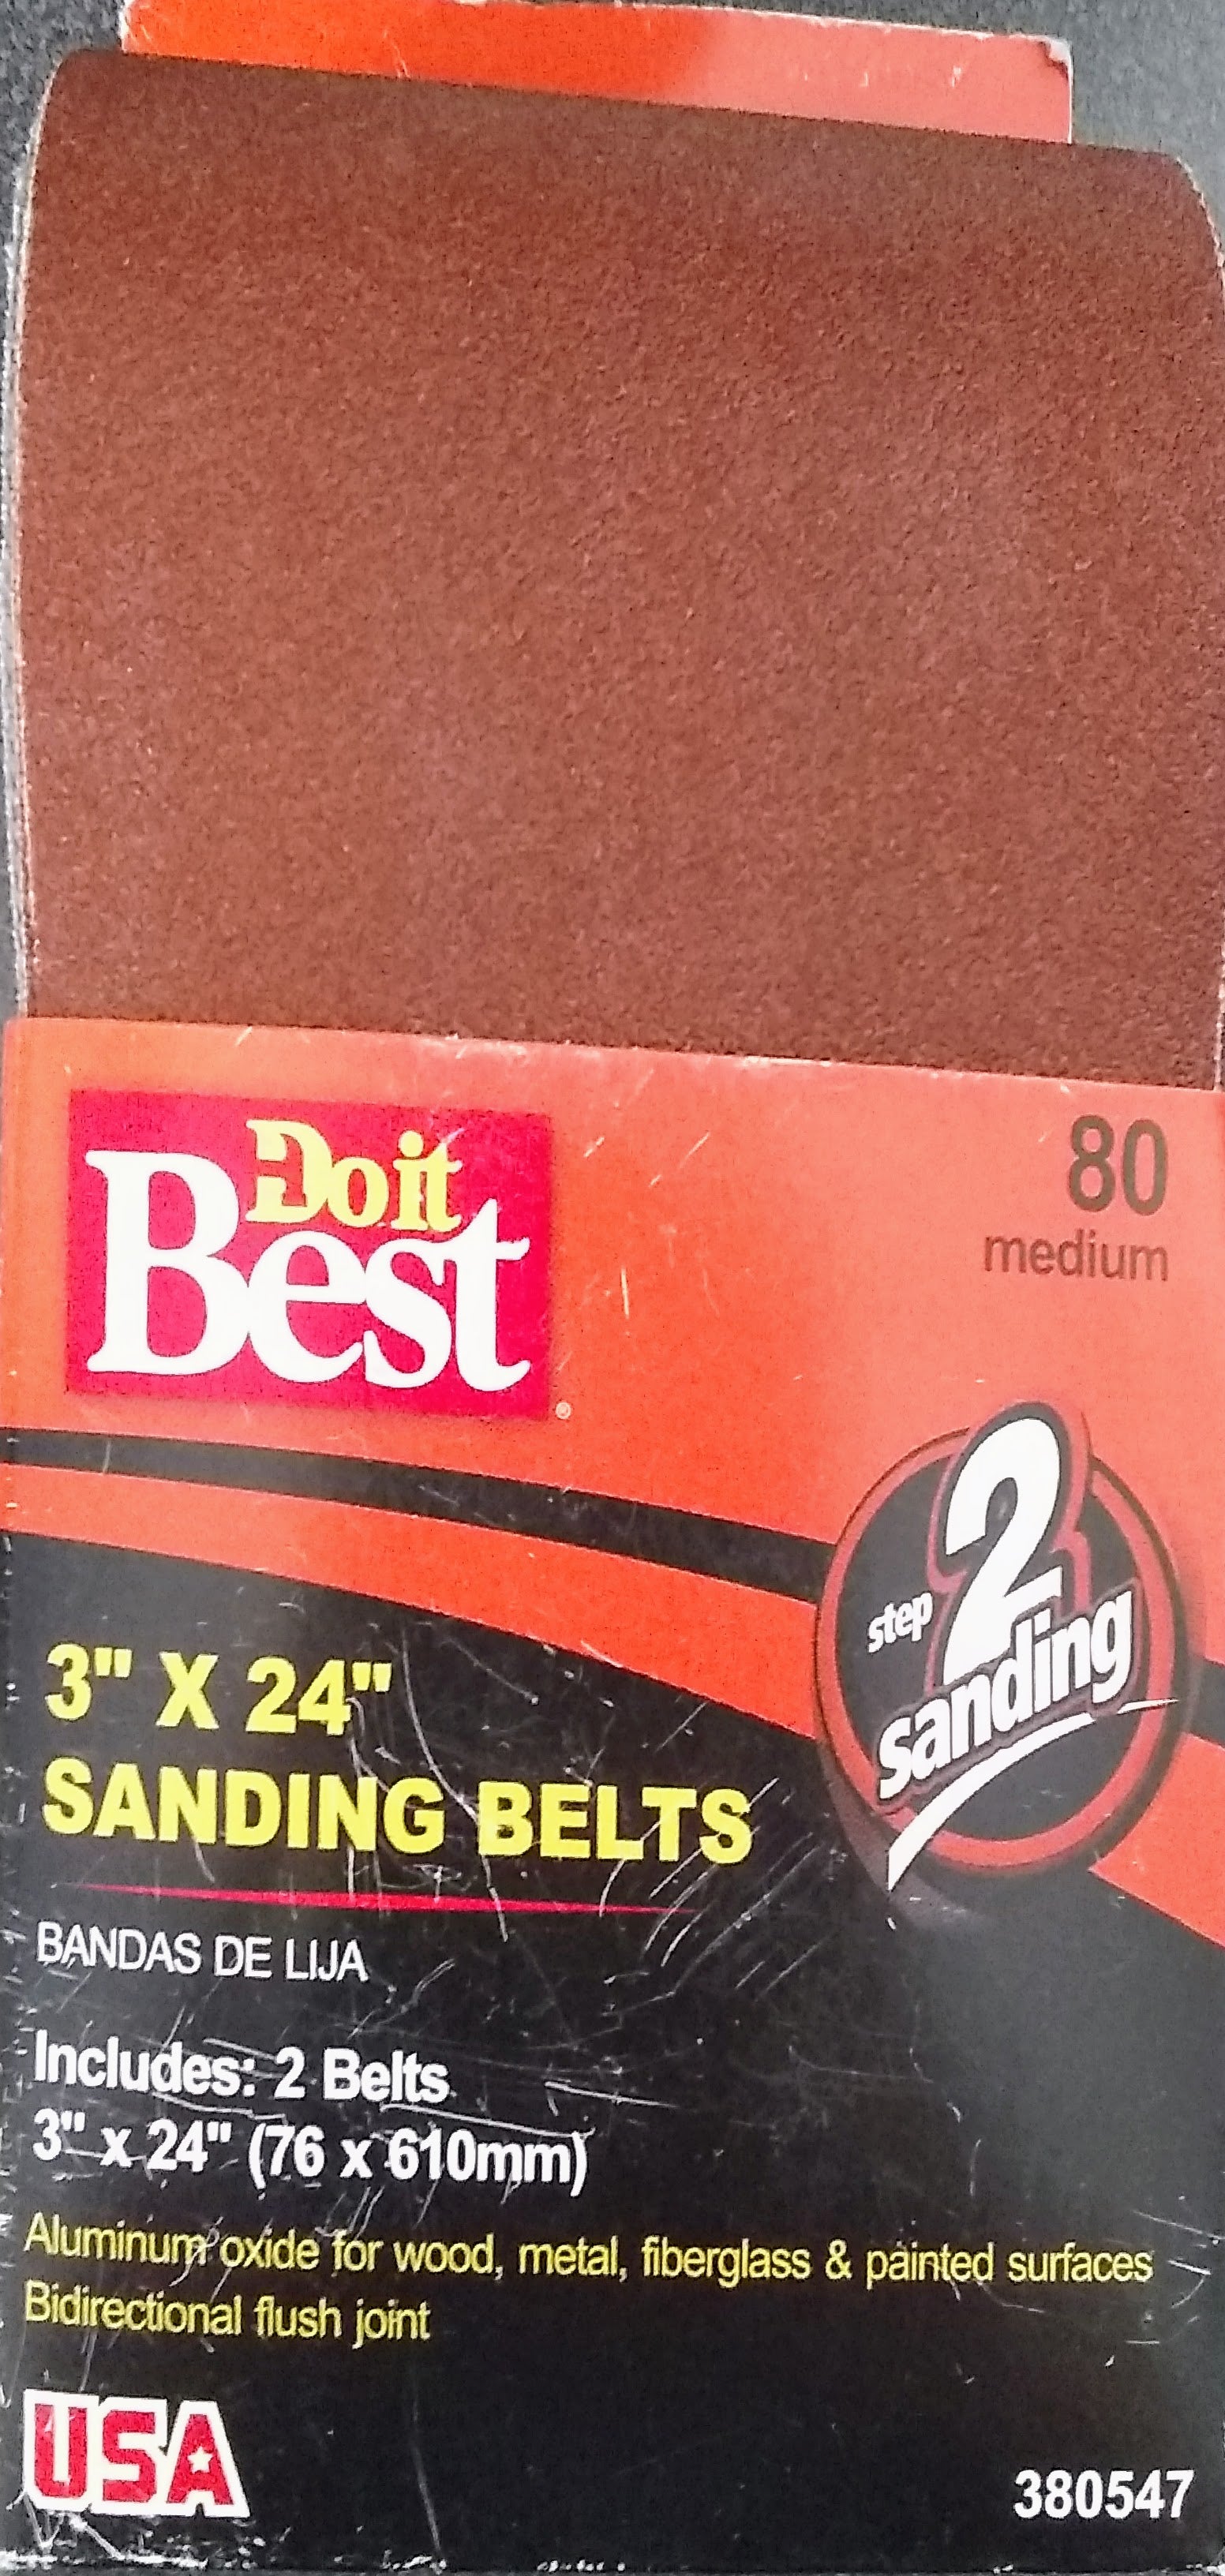 Do it
Best
®
80
medium
step 2
sanding
3" X 24"
SANDING BELTS
BANDAS DE LIJA
Includes: 2 Belts
3" x 24" (76 x 610mm)
Aluminum oxide for wood, metal, fiberglass & painted surfaces
Bidirectional flush joint
USA
380547